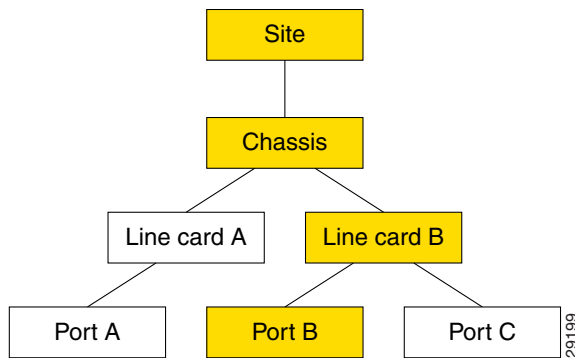 Site
Chassis
Line card A
Line card B
Port A
Port B
Port C
29199